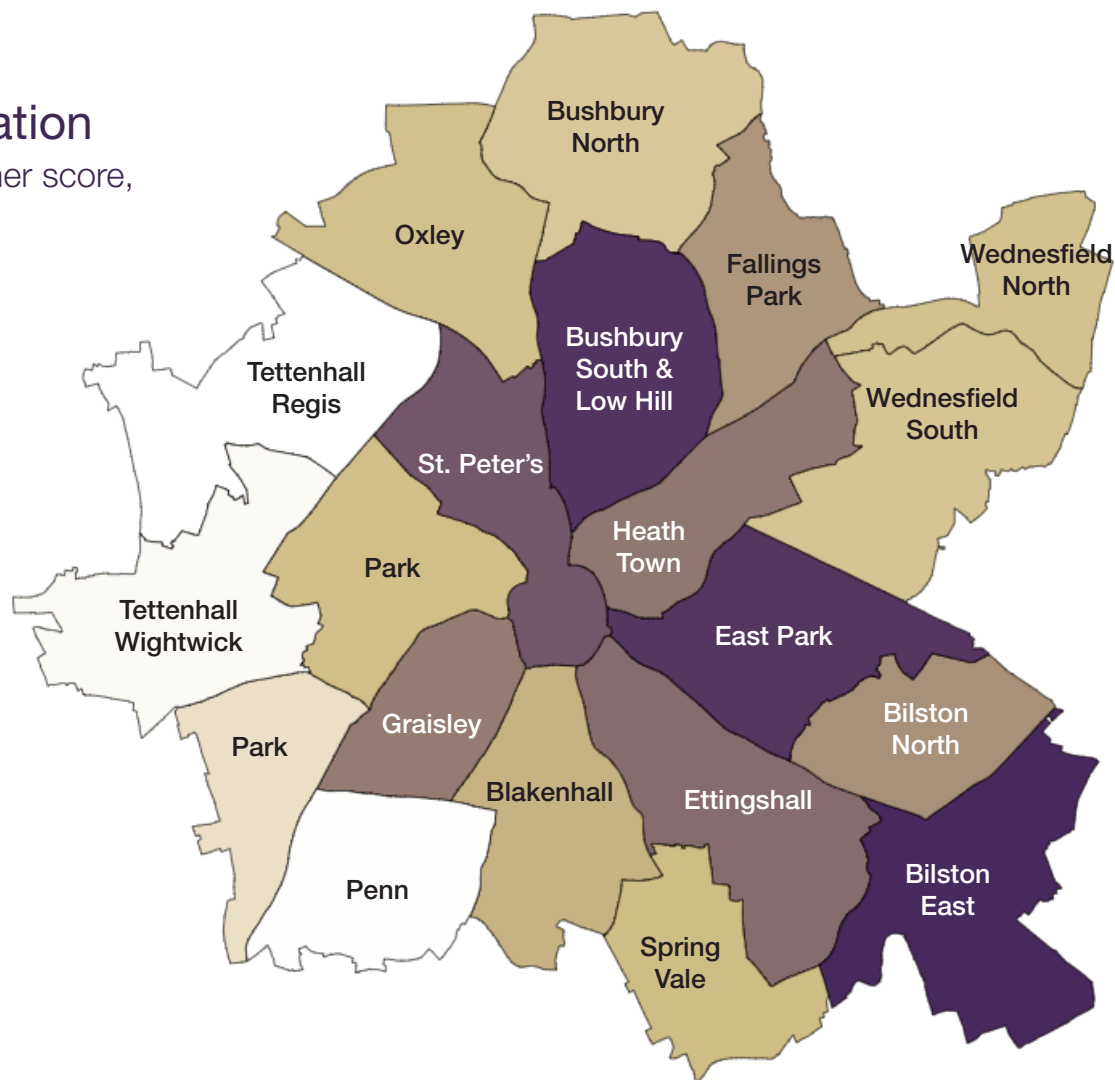 ation
ner score,
Bushbury
North
Oxley
Fallings
Park
Wednesfield
North
Bushbury
South &
Low Hill
Tettenhall
Regis
Wednesfield
South
St. Peter's
Heath
Town
Park
Tettenhall
Wightwick
East Park
Bilston
North
Graisley
Park
Blakenhall
Ettingshall
Penn
Bilston
East
Spring
Vale